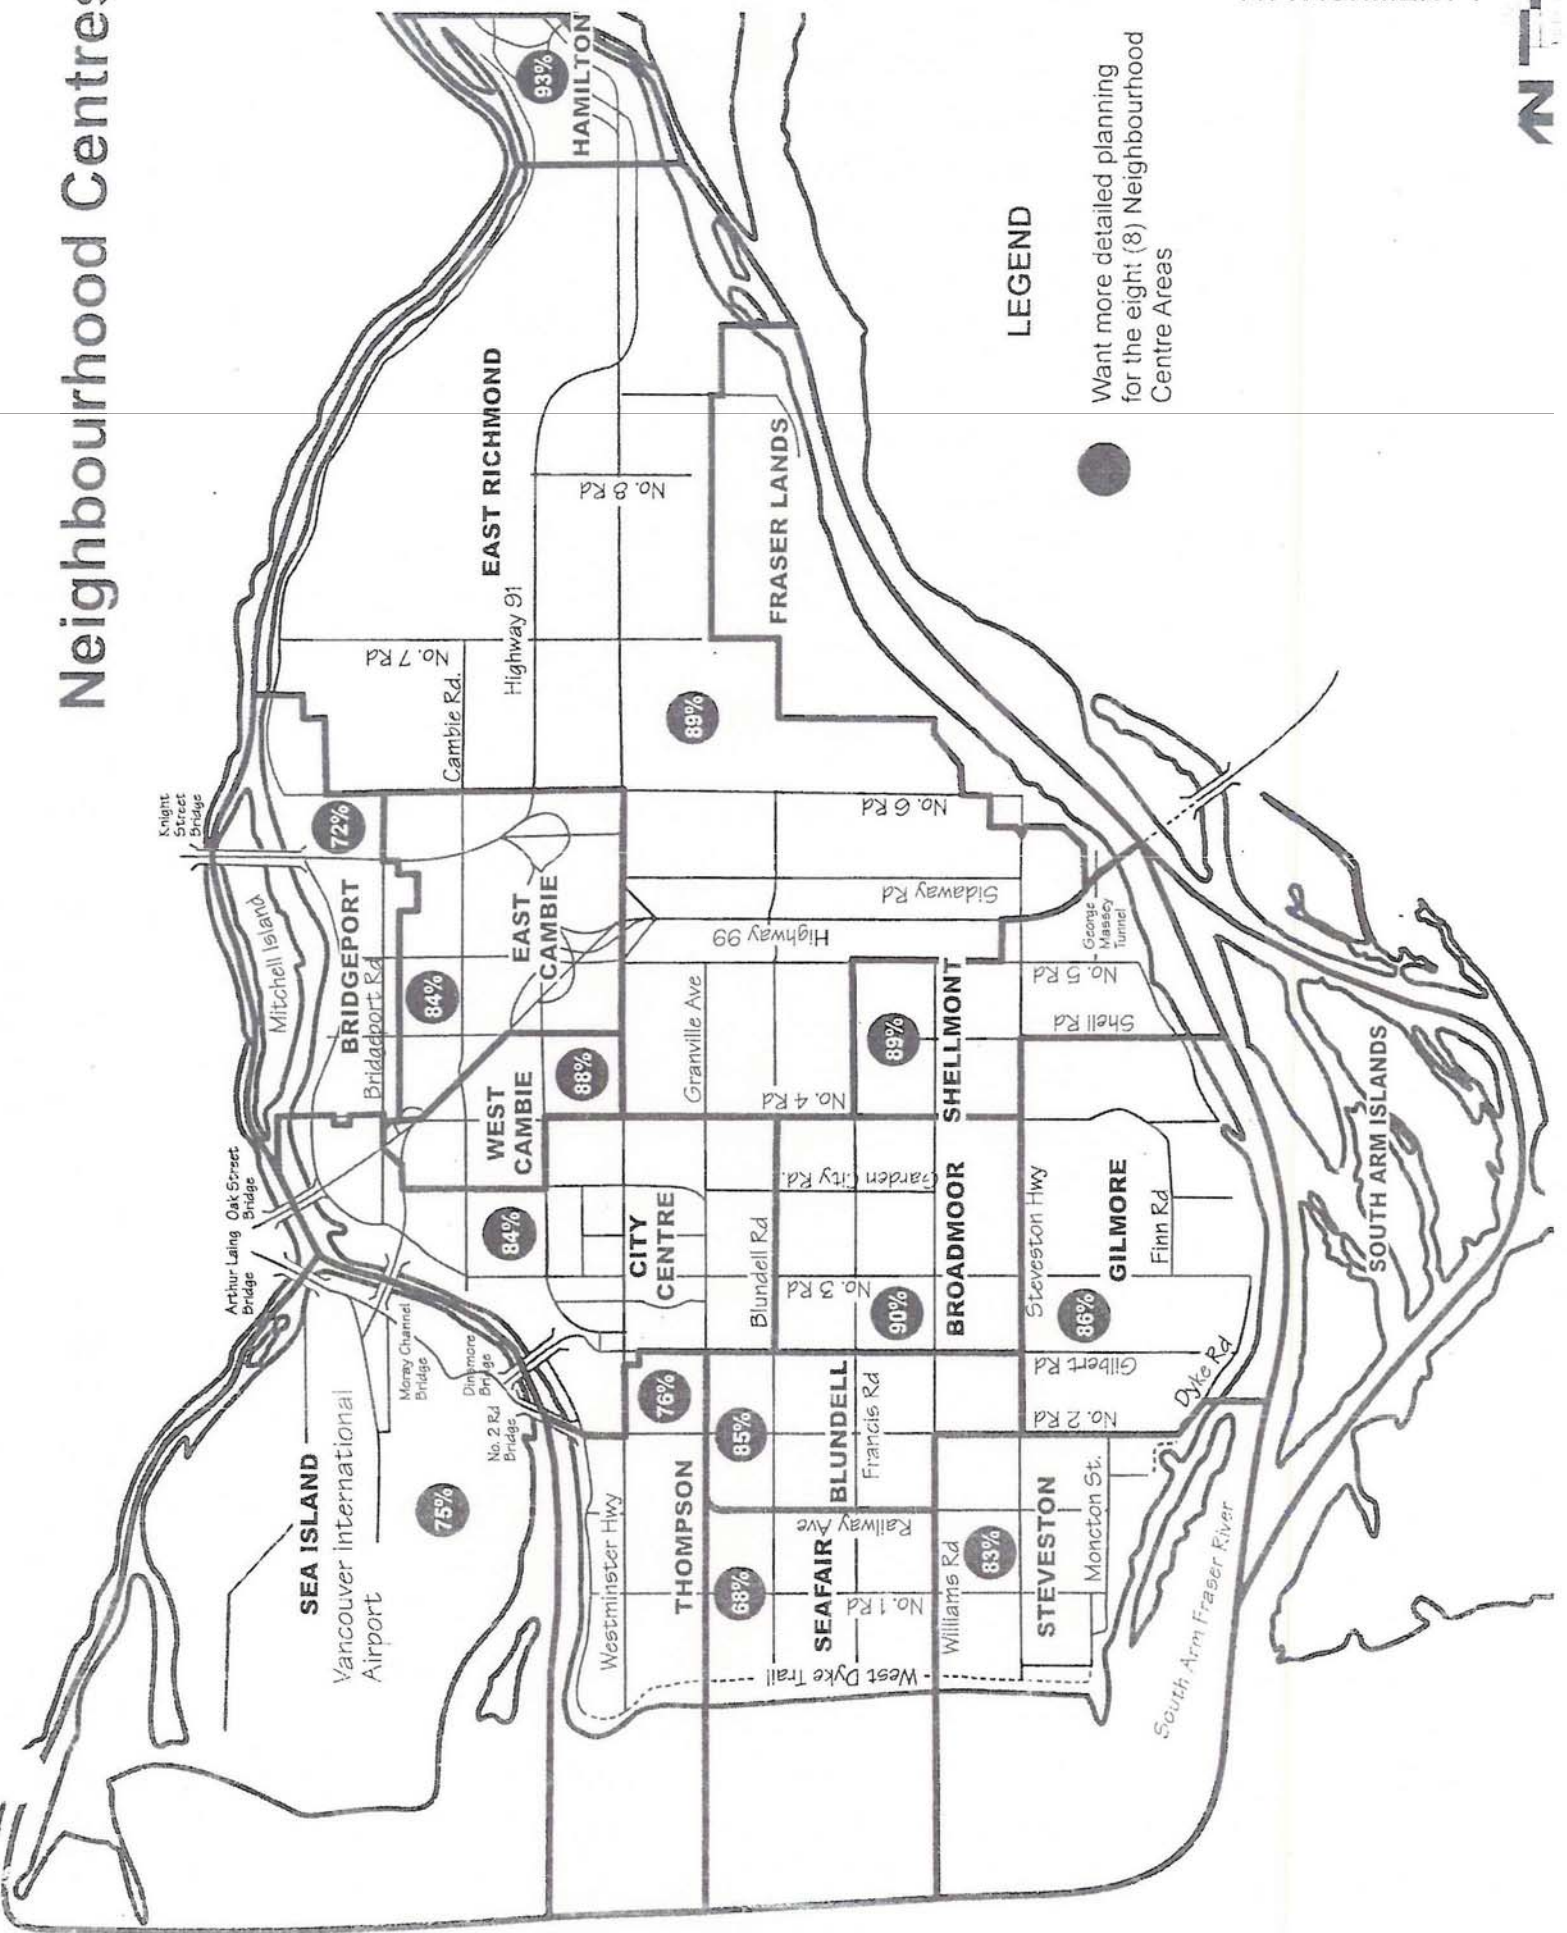 Neighbourhood Centres
93%
HAMILTON
EAST RICHMOND
No. 8 Rd
Highway 91
FRASER LANDS
No. 7 Rd
Cambie Rd.
89%
Knight
Street
Bridge
72%
No. 6 Rd
Mitchell Island
BRIDGEPORT
Bridgeport Rd
84%
EAST
CAMBIE
Sidaway Rd
Highway 99
George
Massey
Tunnel
No. 5 Rd
Shell Rd
Granville Ave
88%
89%
SHELLMONT
WEST
CAMBIE
No. 4 Rd
No. 4 Rd
Oak Street
Bridge
Arthur Laing
Bridge
84%
CITY
CENTRE
Garden City Rd.
Blundell Rd
No. 3 Rd
90%
BROADMOOR
Steveston Hwy
GILMORE
Finn Rd
86%
SOUTH ARM ISLANDS
Moray Channel
Bridge
Dinsmore
Bridge
No. 2 Rd
Bridge
76%
85%
BLUNDELL
Francis Rd
Gilbert Rd
No. 2 Rd
Dyke Rd
SEA ISLAND
Vancouver International
Airport
75%
Westminster Hwy
THOMPSON
68%
SEAFAIR
Railway Ave
No. 1 Rd
Williams Rd
83%
STEVESTON
Moncton St.
West Dyke Trail
South Arm Fraser River
LEGEND
Want more detailed planning
for the eight (8) Neighbourhood
Centre Areas
N